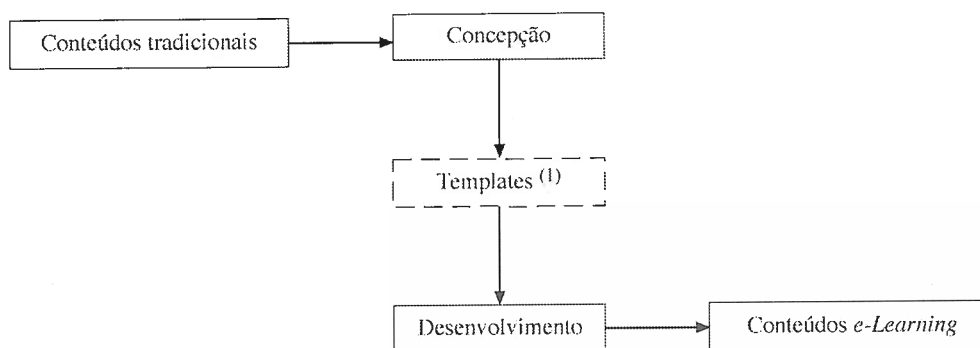 Conteúdos tradicionais
Concepção
Templates (1)
Desenvolvimento
Conteúdos e-Learning